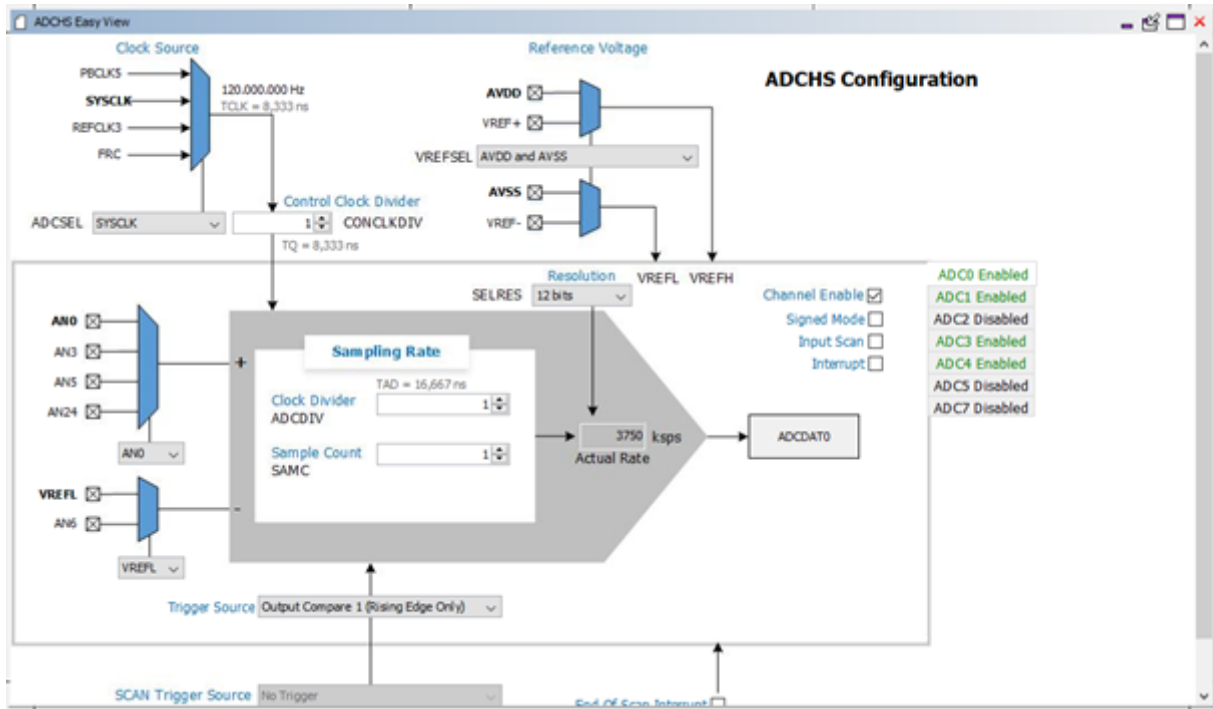 ADCHS Easy View
Clock Source
Reference Voltage
ADCHS Configuration
PBCLK5
SYSCLK
REFCLK3
FRC
120.000.000 Hz
TCLK = 8,333 ns
AVDD
VREF+
VREFSEL AVDD and AVSS
AVSS
VREF-
Control Clock Divider
ADCSEL SYSCLK 1 CONCLKDIV
TQ = 8,333 ns
VREFL VREFH
Resolution
SELRES 12 bits
Channel Enable
Signed Mode
Input Scan
Interrupt
ADC0 Enabled
ADC1 Enabled
ADC2 Disabled
ADC3 Enabled
ADC4 Enabled
ADC5 Disabled
ADC7 Disabled
AN0
AN3
AN5
AN24
AN0
+
Sampling Rate
TAD = 16,667 ns
Clock Divider 1
ADCDIV
Sample Count 1
SAMC
3750 ksps
Actual Rate
ADCDAT0
VREFL
AN6
-
VREFL
Trigger Source Output Compare 1 (Rising Edge Only)
SCAN Trigger Source No Trigger
End Of Scan Interrupt